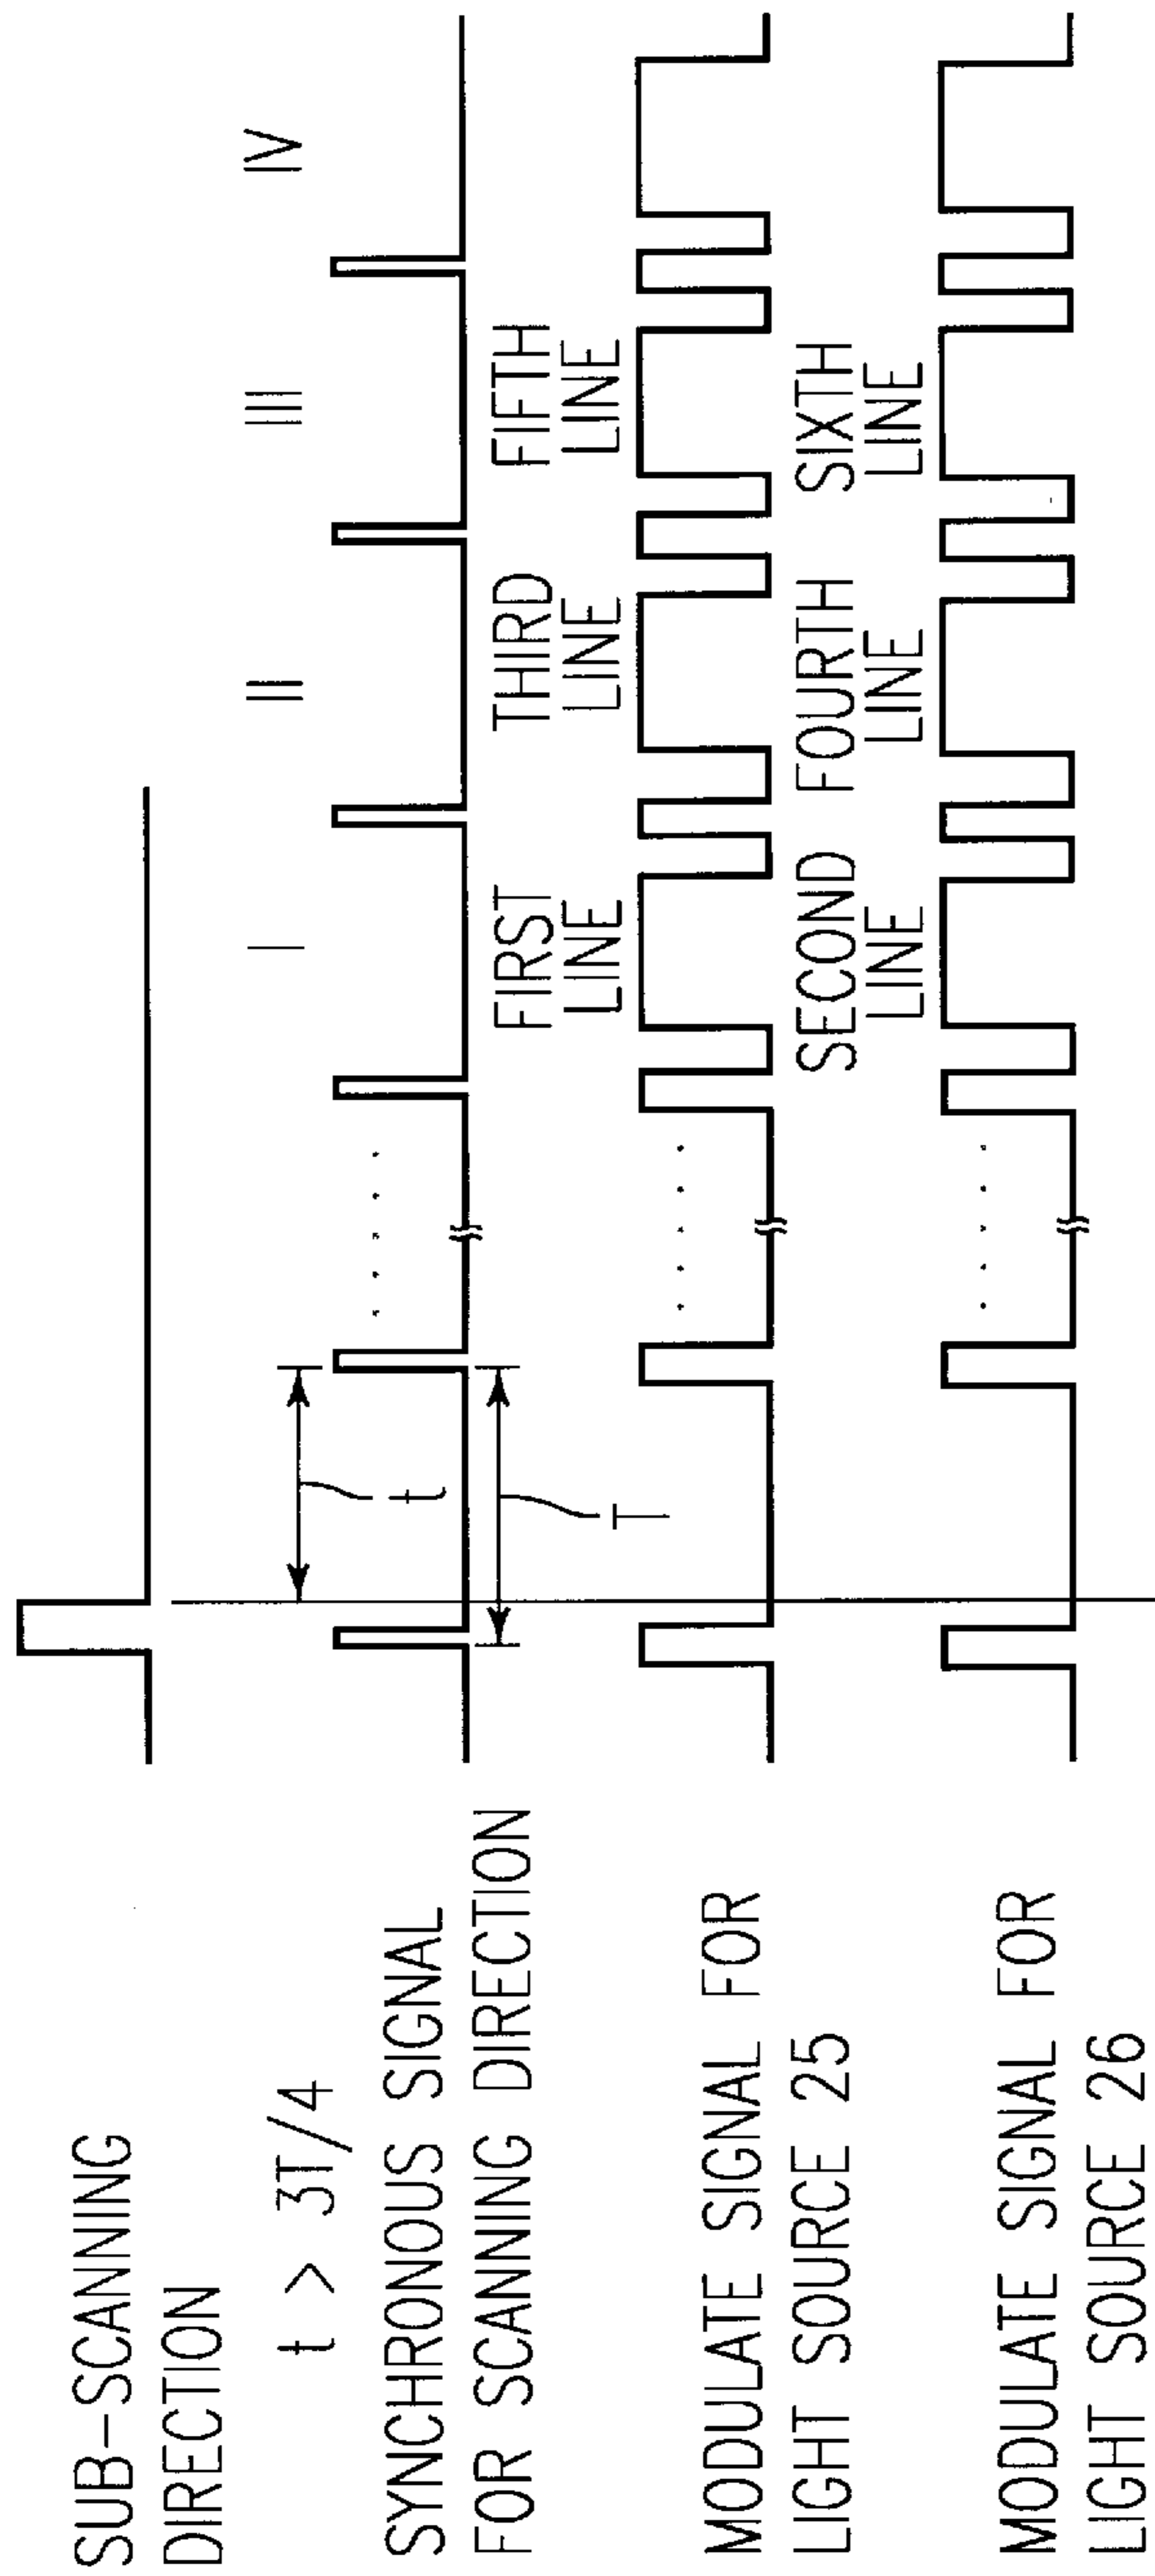 SUB-SCANNING
DIRECTION
t > 3T/4
SYNCHRONOUS SIGNAL
FOR SCANNING DIRECTION
t
T
I
II
III
IV
MODULATE SIGNAL FOR
LIGHT SOURCE 25
FIRST
LINE
THIRD
LINE
FIFTH
LINE
MODULATE SIGNAL FOR
LIGHT SOURCE 26
SECOND
LINE
FOURTH
LINE
SIXTH
LINE